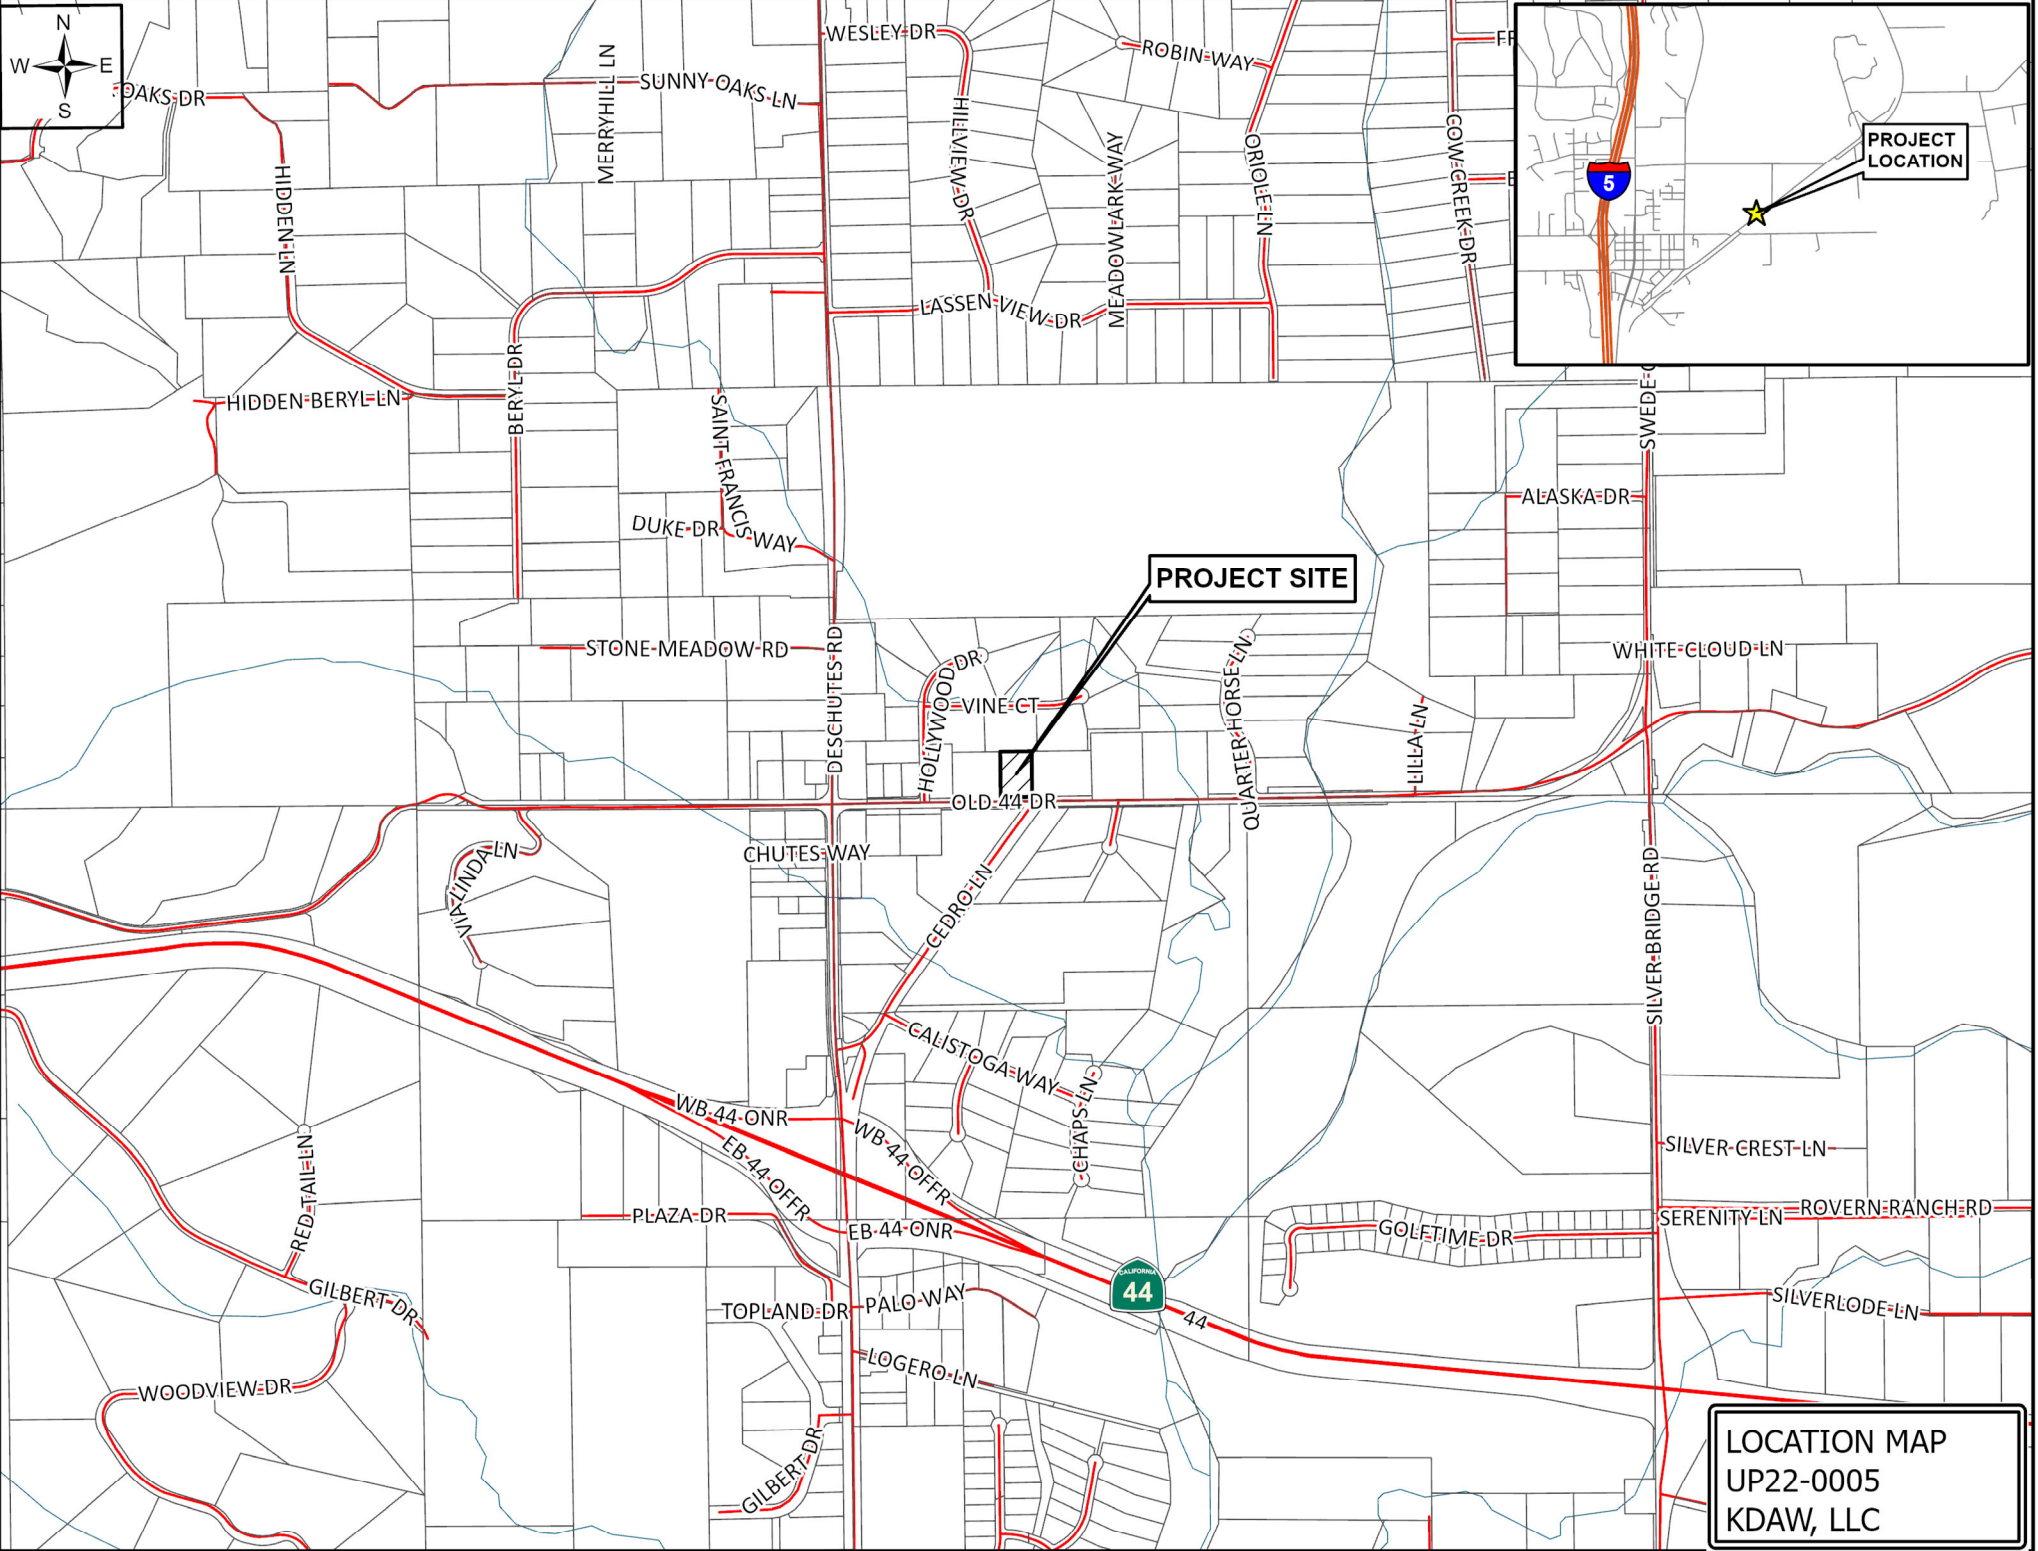 N
W E
S
OAKS DR
MERRYHILL LN
SUNNY OAKS LN
WESLEY DR
ROBIN WAY
HIDDEN LN
HILLVIEW DR
MEADOWLARK WAY
ORIOLE LN
COW CREEK DR
LASSEN VIEW DR
5
PROJECT
LOCATION
HIDDEN BERYL LN
BERYL DR
SAINT FRANCIS WAY
DUKE DR
ALASKA DR
PROJECT SITE
STONE MEADOW RD
DESCHUTES RD
HOLLYWOOD DR
VINE CT
QUARTER HORSE LN
LILLA LN
WHITE CLOUD LN
OLD 44 DR
VIA LINDA LN
CHUTES WAY
CEDRO LN
SILVER BRIDGE RD
CALISTOGA WAY
CHAPS LN
WB 44 ONR
WB 44 OFFR
EB 44 OFFR
EB 44 ONR
RED TAIL LN
PLAZA DR
SILVER CREST LN
ROVERN RANCH RD
SERENITY LN
GOLFTIME DR
CALIFORNIA
44
44
GILBERT DR
TOPLAND DR
PALO WAY
SILVERLODE LN
LOGERO LN
WOODVIEW DR
GILBERT DR
LOCATION MAP
UP22-0005
KDAW, LLC